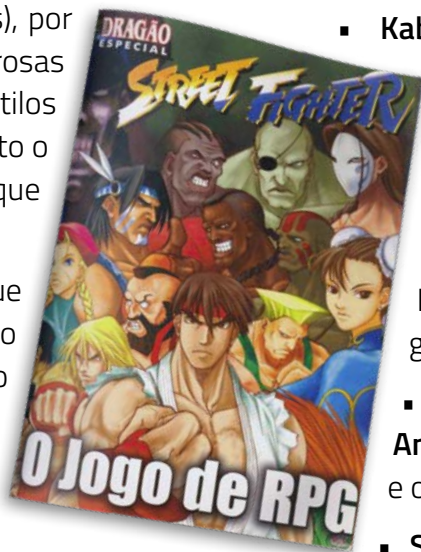 s), por
rosas
tilos
to o
que
ue
o
o
DRAGÃO
ESPECIAL
STREET FIGHTER
O Jogo de RPG
▪ Kab
g
▪
Ar
▪ S